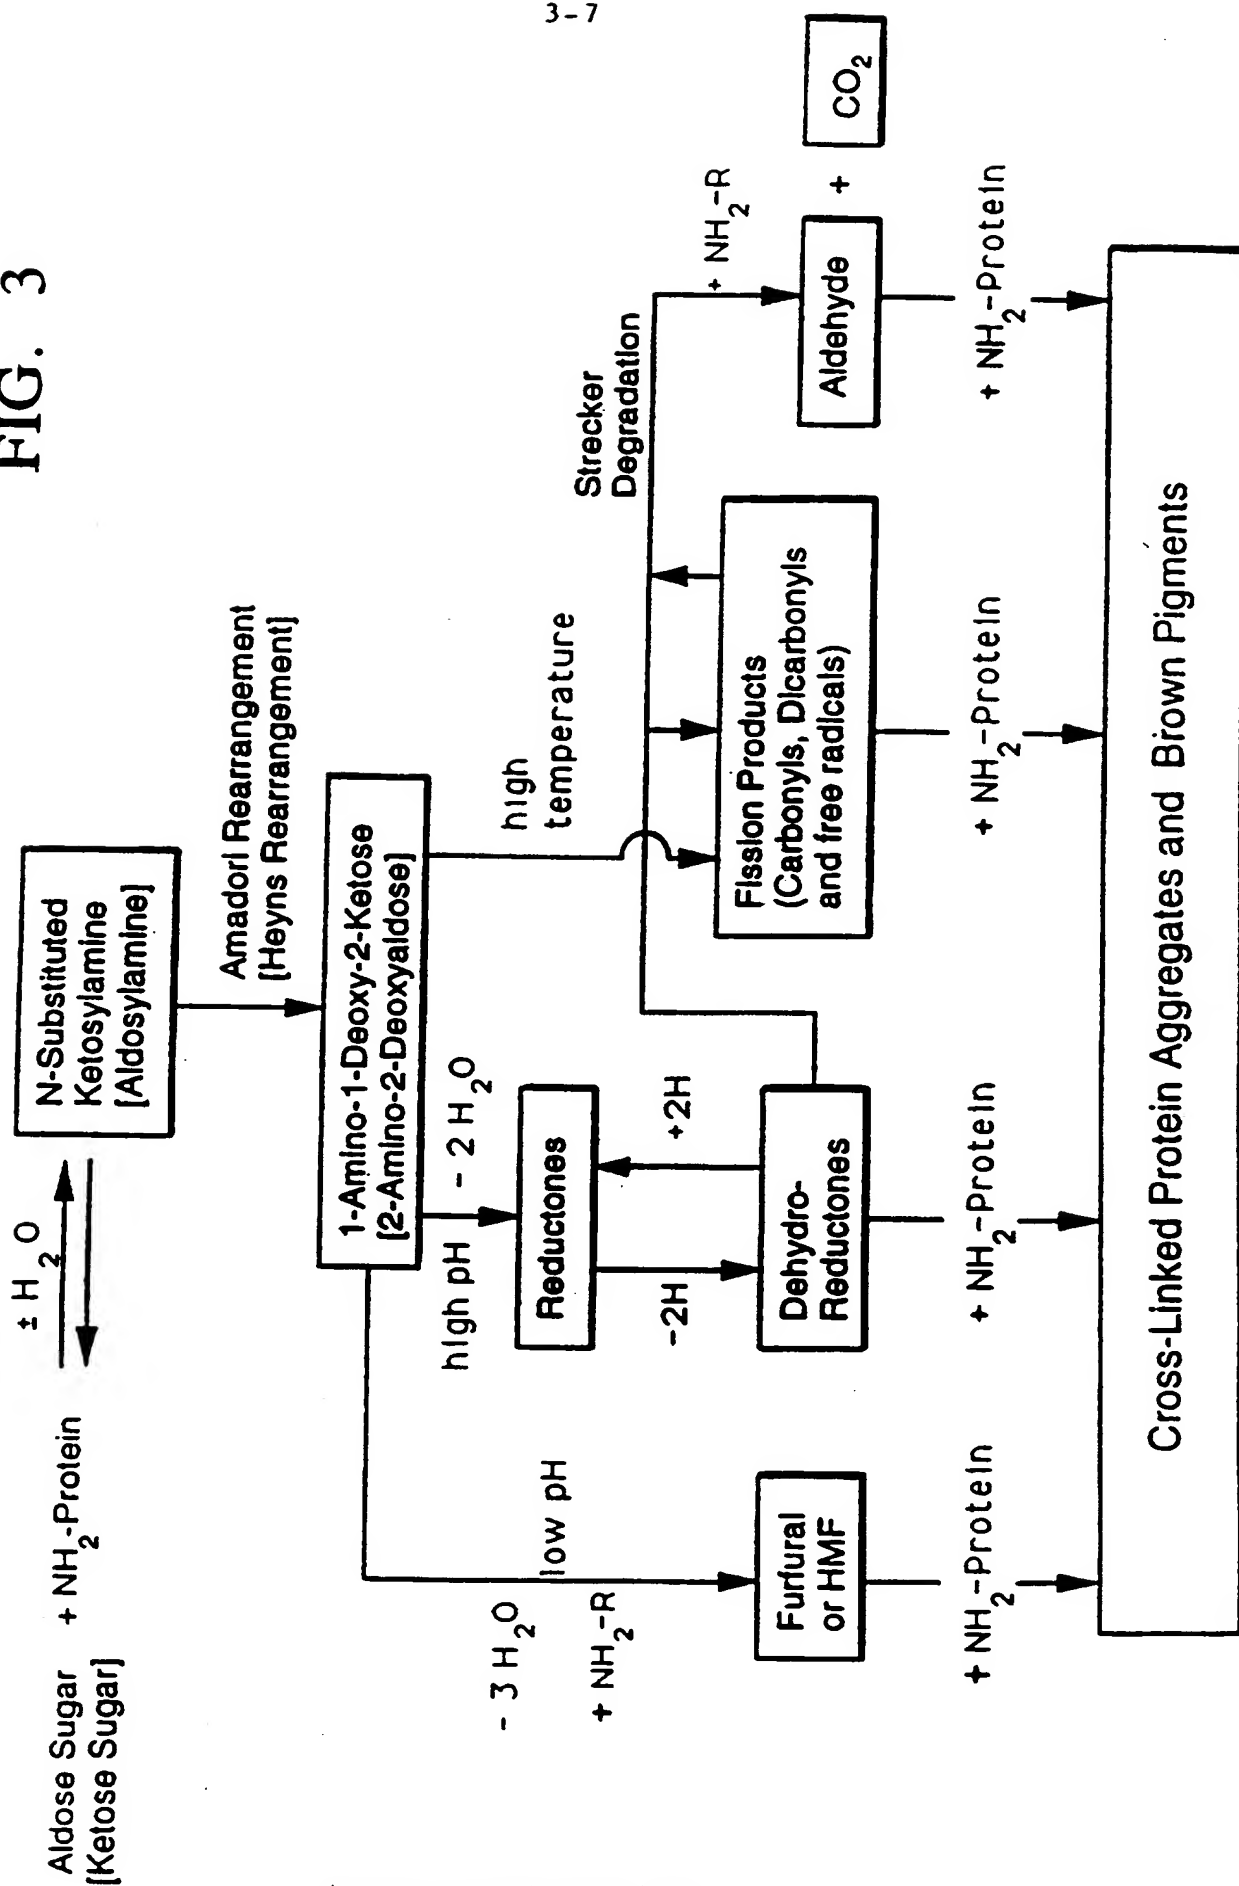 3-7
FIG. 3
Aldose Sugar
[Ketose Sugar]
+ NH2-Protein
± H2O
N-Substituted
Ketosylamine
[Aldosylamine]
Amadori Rearrangement
[Heyns Rearrangement]
1-Amino-1-Deoxy-2-Ketose
[2-Amino-2-Deoxyaldose]
low pH
- 3 H2O
+ NH2-R
high pH
- 2 H2O
high
temperature
Reductones
-2H
+2H
Strecker
Degradation
+ NH2-R
Furfural
or HMF
Dehydro-
Reductones
Fission Products
(Carbonyls, Dicarbonyls
and free radicals)
Aldehyde
+
CO2
+ NH2-Protein
+ NH2-Protein
+ NH2-Protein
+ NH2-Protein
Cross-Linked Protein Aggregates and Brown Pigments